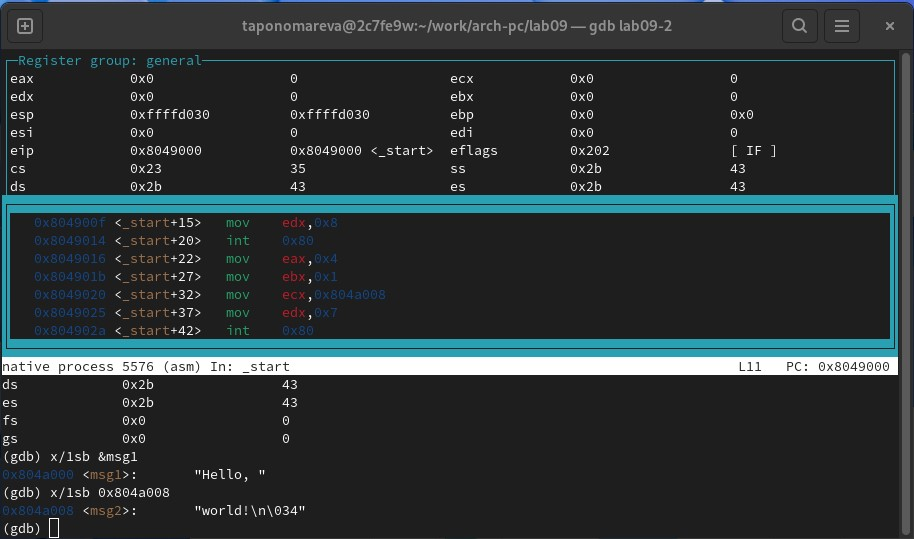 taponomareva@2c7fe9w:~/work/arch-pc/lab09 — gdb lab09-2
Register group: general
eax 0x0 0 ecx 0x0 0
edx 0x0 0 ebx 0x0 0
esp 0xffffd030 0xffffd030 ebp 0x0 0x0
esi 0x0 0 edi 0x0 0
eip 0x8049000 0x8049000 <_start> eflags 0x202 [ IF ]
cs 0x23 35 ss 0x2b 43
ds 0x2b 43 es 0x2b 43
0x804900f <_start+15> mov edx,0x8
0x8049014 <_start+20> int 0x80
0x8049016 <_start+22> mov eax,0x4
0x804901b <_start+27> mov ebx,0x1
0x8049020 <_start+32> mov ecx,0x804a008
0x8049025 <_start+37> mov edx,0x7
0x804902a <_start+42> int 0x80
native process 5576 (asm) In: _start L11 PC: 0x8049000
ds 0x2b 43
es 0x2b 43
fs 0x0 0
gs 0x0 0
(gdb) x/1sb &msg1
0x804a000 <msg1>: "Hello, "
(gdb) x/1sb 0x804a008
0x804a008 <msg2>: "world!\n\034"
(gdb)